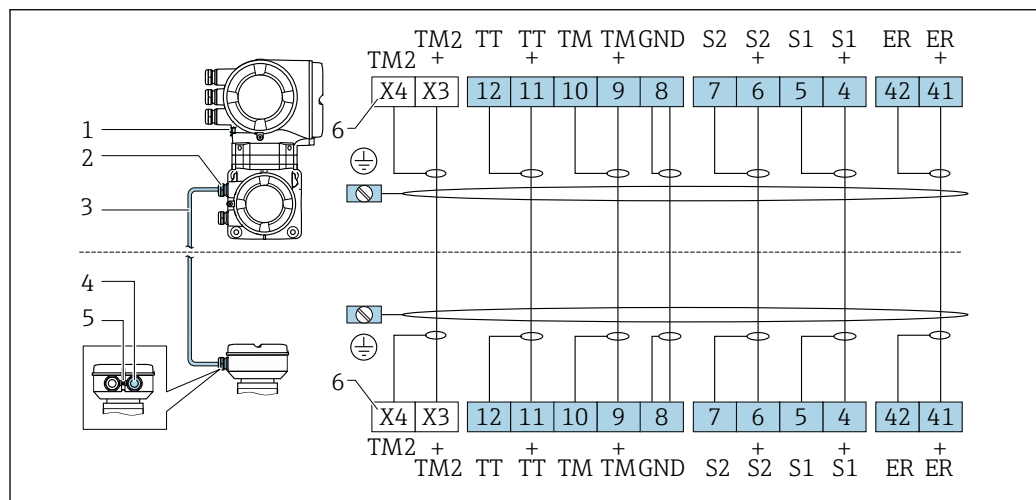 TM2 TT TT TM TM GND S2 S2 S1 S1 ER ER
TM2 + + + + + +
X4 X3 12 11 10 9 8 7 6 5 4 42 41
6
1
2
3
4
5
6
X4 X3 12 11 10 9 8 7 6 5 4 42 41
TM2 + + + + + +
TM2 TT TT TM TM GND S2 S2 S1 S1 ER ER